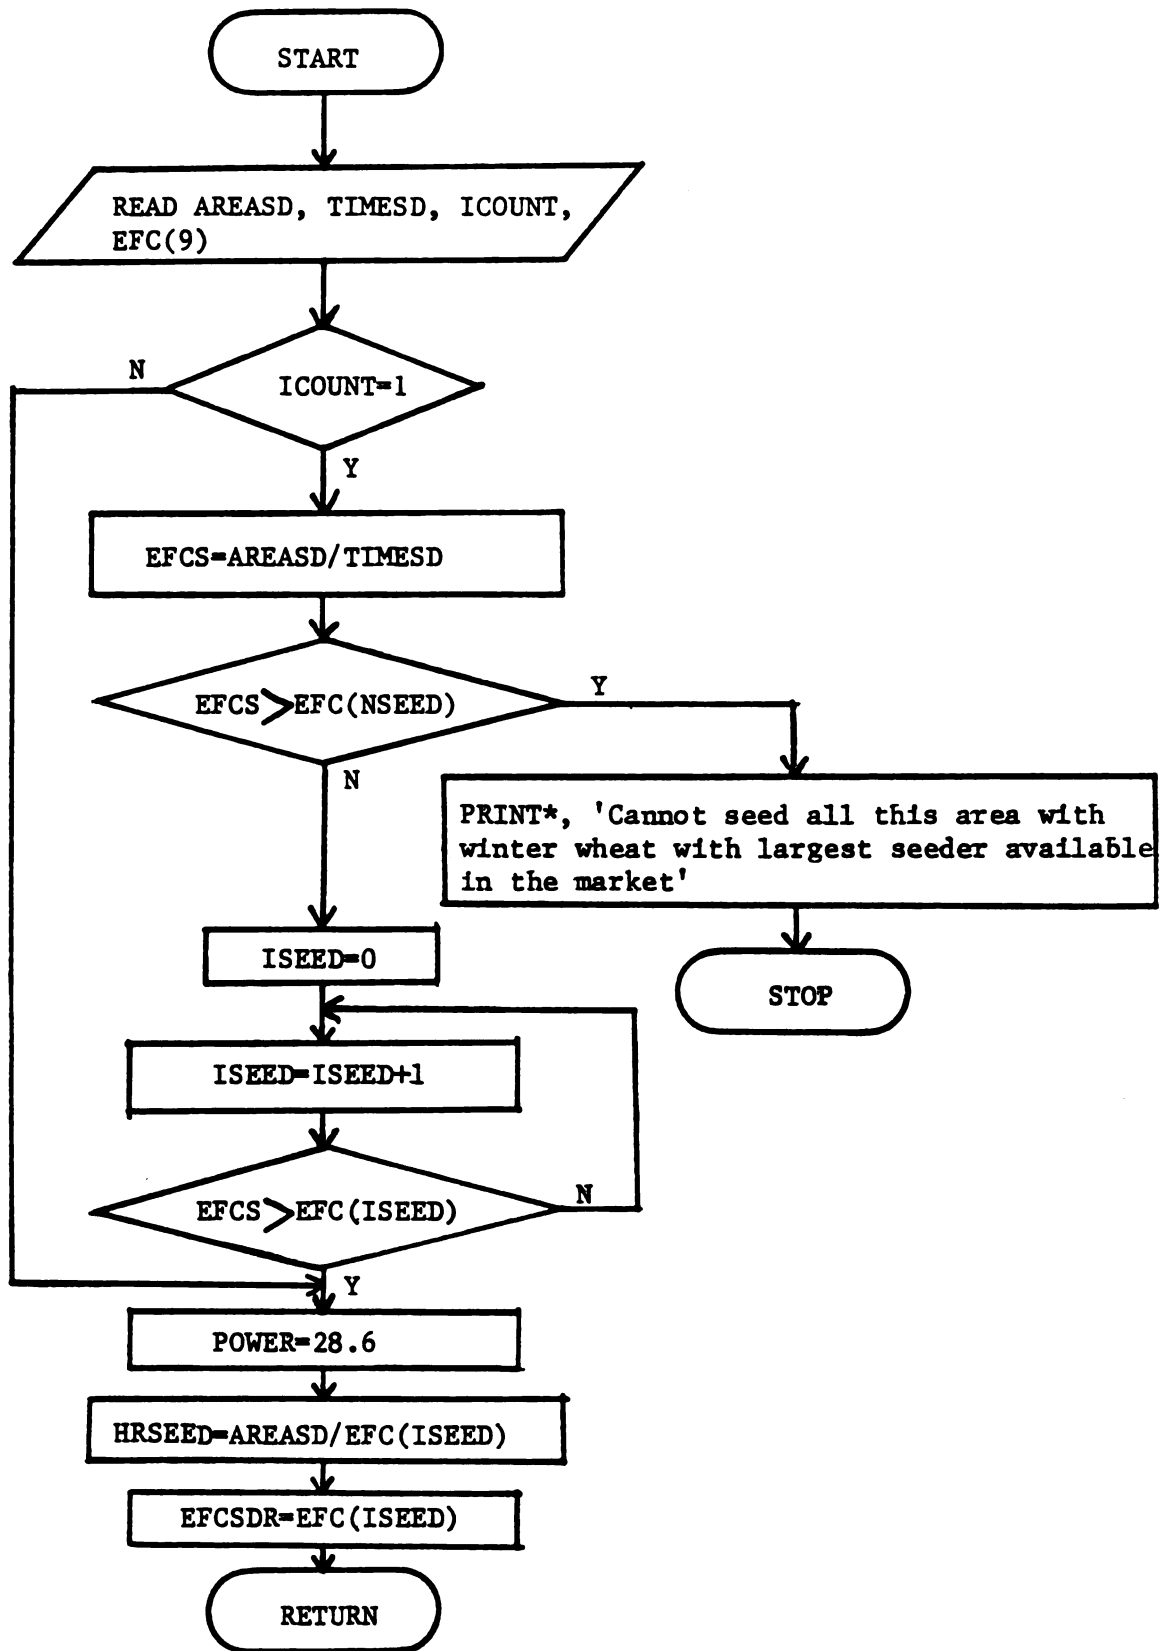 START
READ AREASD, TIMESD, ICOUNT,
EFC(9)
N
ICOUNT=1
Y
EFCS=AREASD/TIMESD
EFCS>EFC(NSEED)
Y
N
PRINT*, 'Cannot seed all this area with
winter wheat with largest seeder available
in the market'
ISEED=0
STOP
ISEED=ISEED+1
EFCS>EFC(ISEED)
N
Y
POWER=28.6
HRSEED=AREASD/EFC(ISEED)
EFCSDR=EFC(ISEED)
RETURN